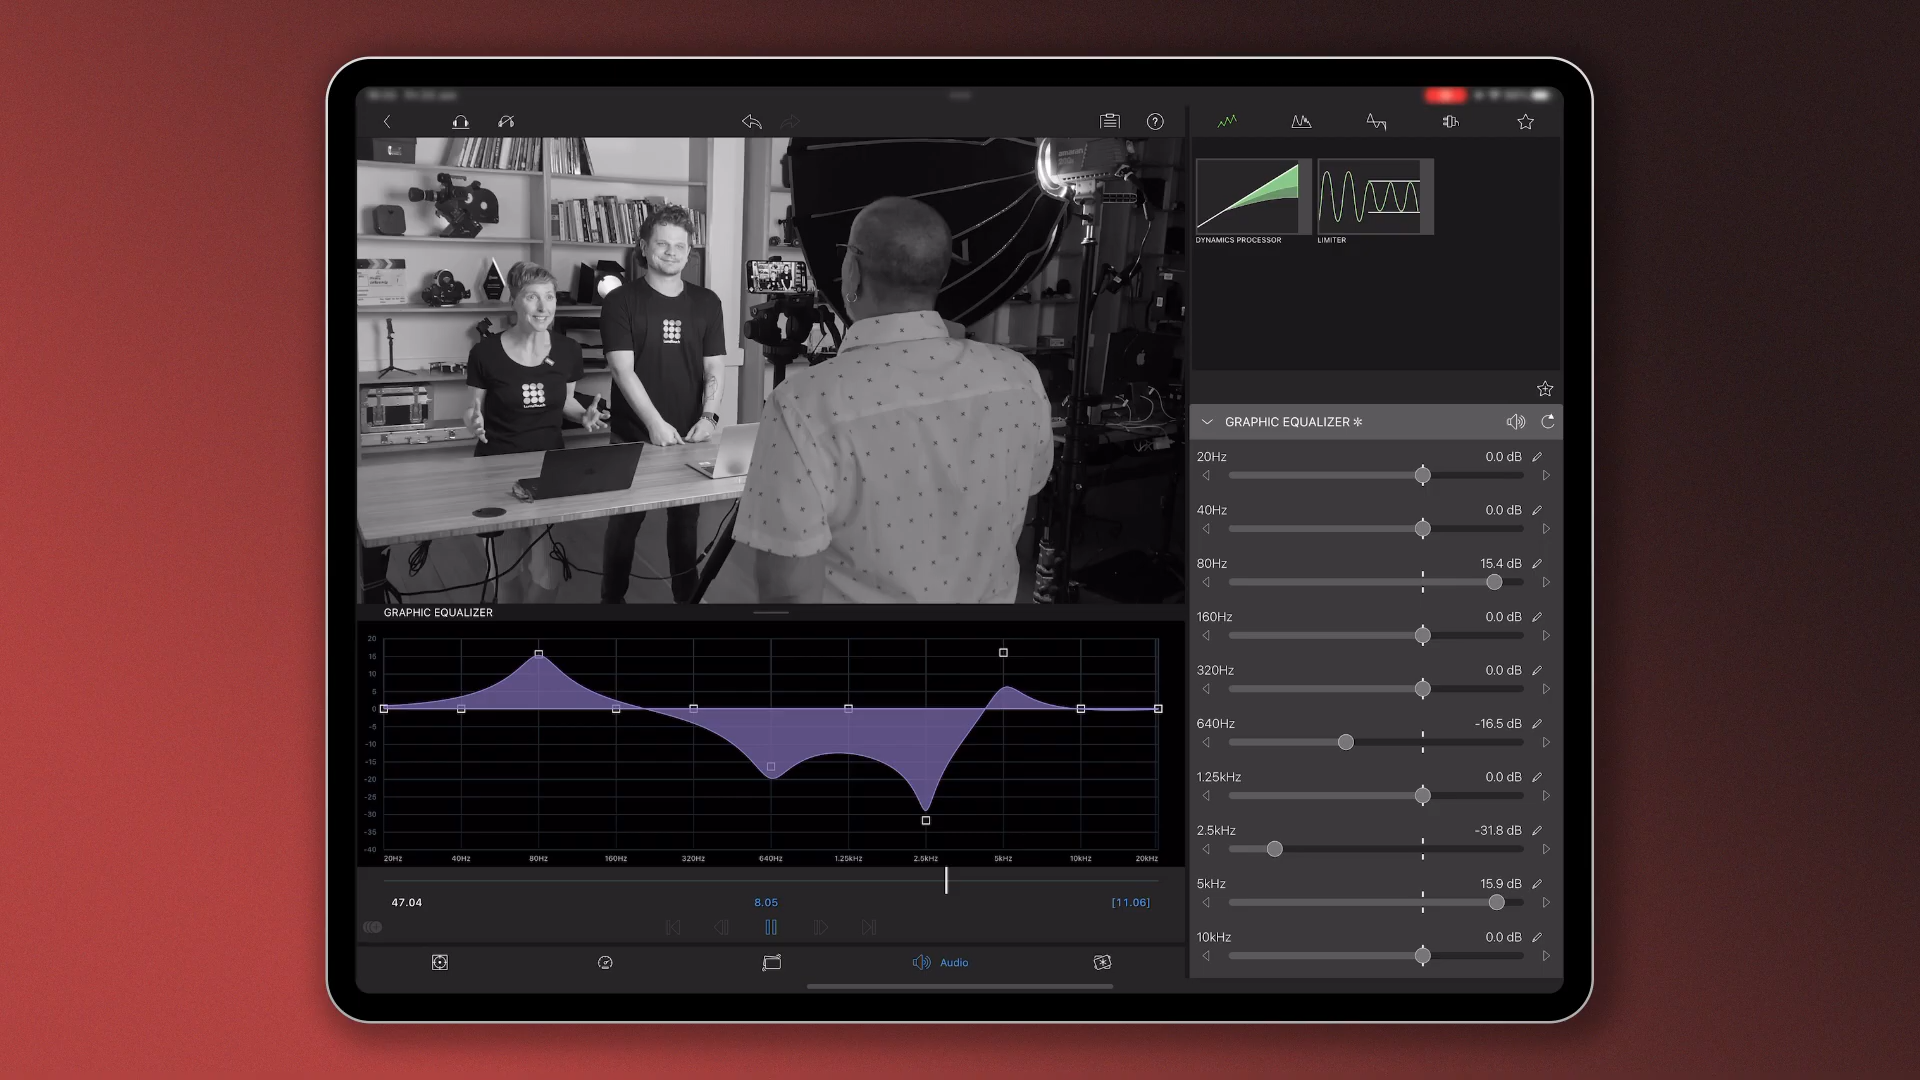 DYNAMICS PROCESSOR
LIMITER
LumaTouch
LumaTouch
GRAPHIC EQUALIZER
20
15
10
5
0
-5
-10
-15
-20
-25
-30
-35
-40
20Hz 40Hz 80Hz 160Hz 320Hz 640Hz 1.25kHz 2.5kHz 5kHz 10kHz 20kHz
47.04 8.05 [11.06]
Audio
GRAPHIC EQUALIZER
20Hz 0.0 dB
40Hz 0.0 dB
80Hz 15.4 dB
160Hz 0.0 dB
320Hz 0.0 dB
640Hz -16.5 dB
1.25kHz 0.0 dB
2.5kHz -31.8 dB
5kHz 15.9 dB
10kHz 0.0 dB